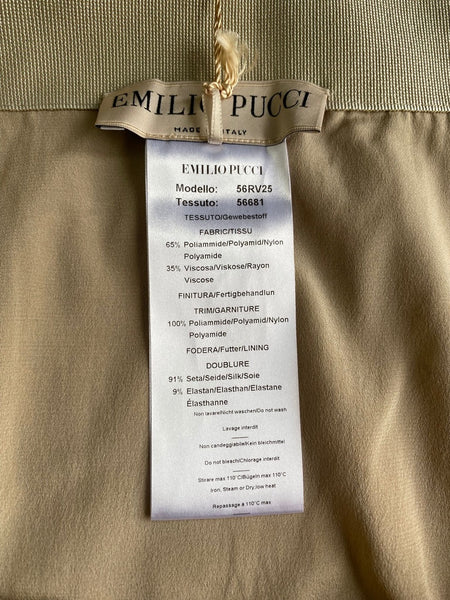 EMILIO PUCCI
MADE ITALY
EMILIO PUCCI
Modello: 56RV25
Tessuto: 56681
TESSUTO/Gewebestoff
FABRIC/TISSU
65% Poliammide/Polyamid/Nylon
Polyamide
35% Viscosa/Viskose/Rayon
Viscose
FINITURA/Fertigbehandlun
TRIM/GARNITURE
100% Poliammide/Polyamid/Nylon
Polyamide
FODERA/Futter/LINING
DOUBLURE
91% Seta/Seide/Silk/Soie
9% Elastan/Elasthan/Elastane
Élasthanne
Non lavare/Nicht waschen/Do not wash
Lavage interdit
Non candeggiabile/Kein bleichmittel
Do not bleach/Chlorage interdit
Stirare max 110°C/Bügeln max 110°C
Iron, Steam or Dry,low heat
Repassage a 110°C max